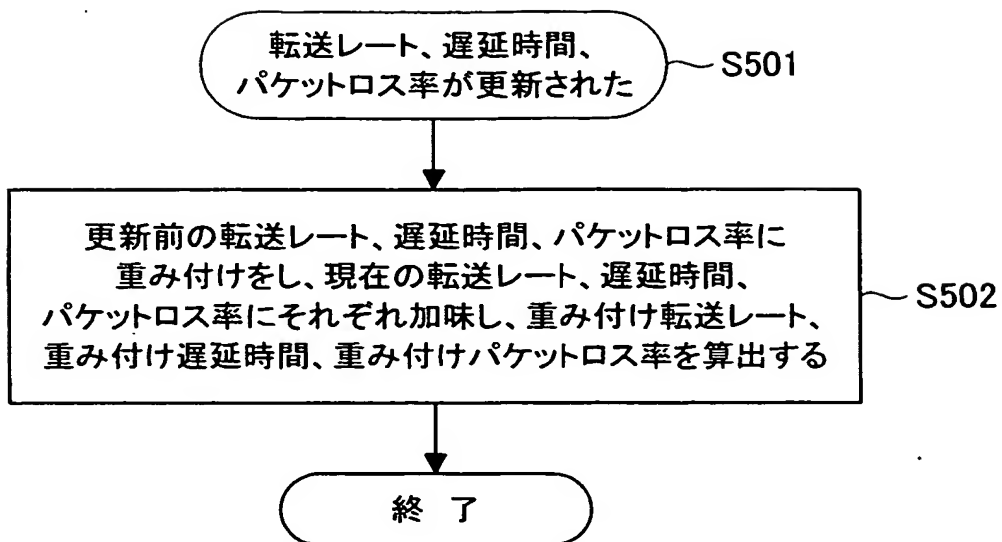 転送レート、遅延時間、
パケットロス率が更新された
S501
更新前の転送レート、遅延時間、パケットロス率に
重み付けをし、現在の転送レート、遅延時間、
パケットロス率にそれぞれ加味し、重み付け転送レート、
重み付け遅延時間、重み付けパケットロス率を算出する
S502
終 了